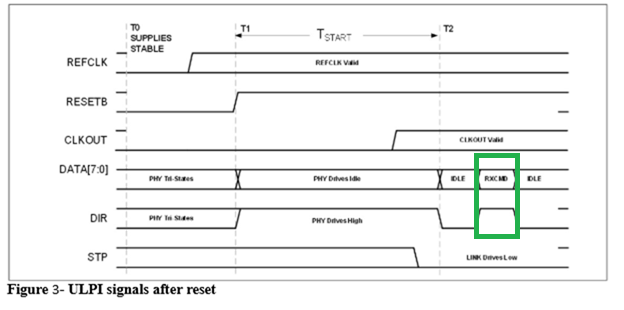 T0
SUPPLIES
STABLE
T1
TSTART
T2
REFCLK
REFCLK Valid
RESETB
CLKOUT
CLKOUT Valid
DATA[7:0]
PHY Tri-States
PHY Drives Idle
IDLE
RXCMD
IDLE
DIR
PHY Tri-States
PHY Drives High
STP
LINK Drives Low
Figure 3- ULPI signals after reset